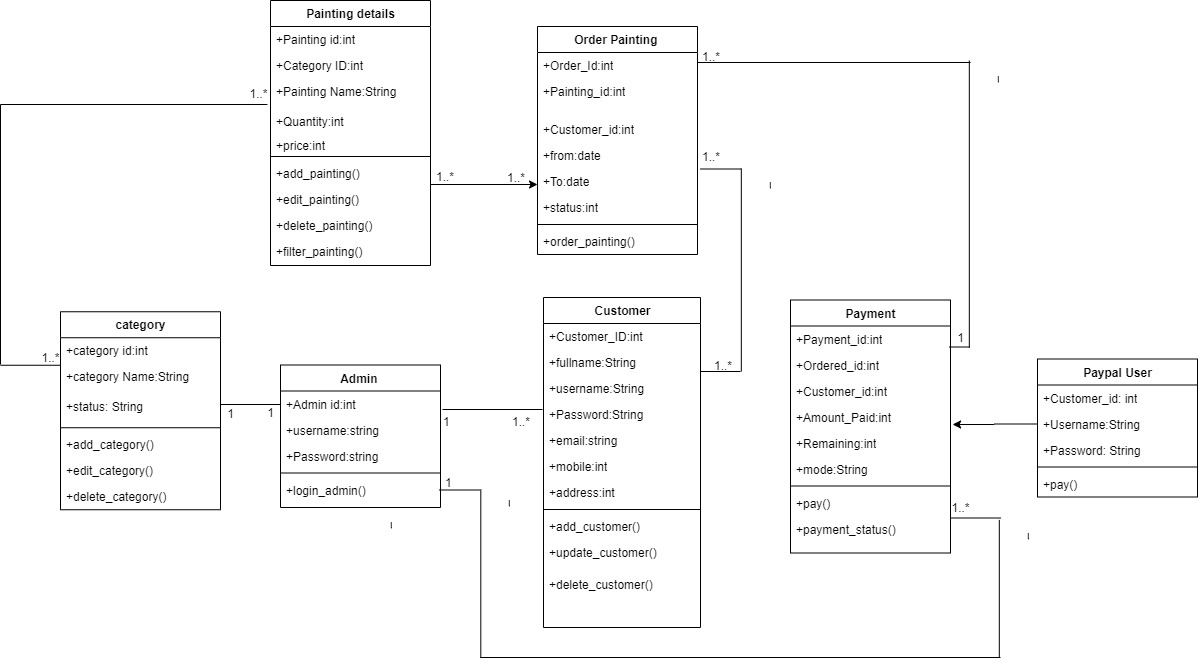 Painting details
+Painting id:int
+Category ID:int
+Painting Name:String
+Quantity:int
+price:int
+add_painting()
+edit_painting()
+delete_painting()
+filter_painting()
1..*
1..*
1..*
Order Painting
+Order_Id:int
+Painting_id:int
+Customer_id:int
+from:date
+To:date
+status:int
+order_painting()
1..*
1..*
category
+category id:int
+category Name:String
+status: String
+add_category()
+edit_category()
+delete_category()
1..*
1
1
Admin
+Admin id:int
+username:string
+Password:string
+login_admin()
1
1..*
1
Customer
+Customer_ID:int
+fullname:String
+username:String
+Password:String
+email:string
+mobile:int
+address:int
+add_customer()
+update_customer()
+delete_customer()
1..*
Payment
+Payment_id:int
+Ordered_id:int
+Customer_id:int
+Amount_Paid:int
+Remaining:int
+mode:String
+pay()
+payment_status()
1
1..*
Paypal User
+Customer_id: int
+Username:String
+Password: String
+pay()